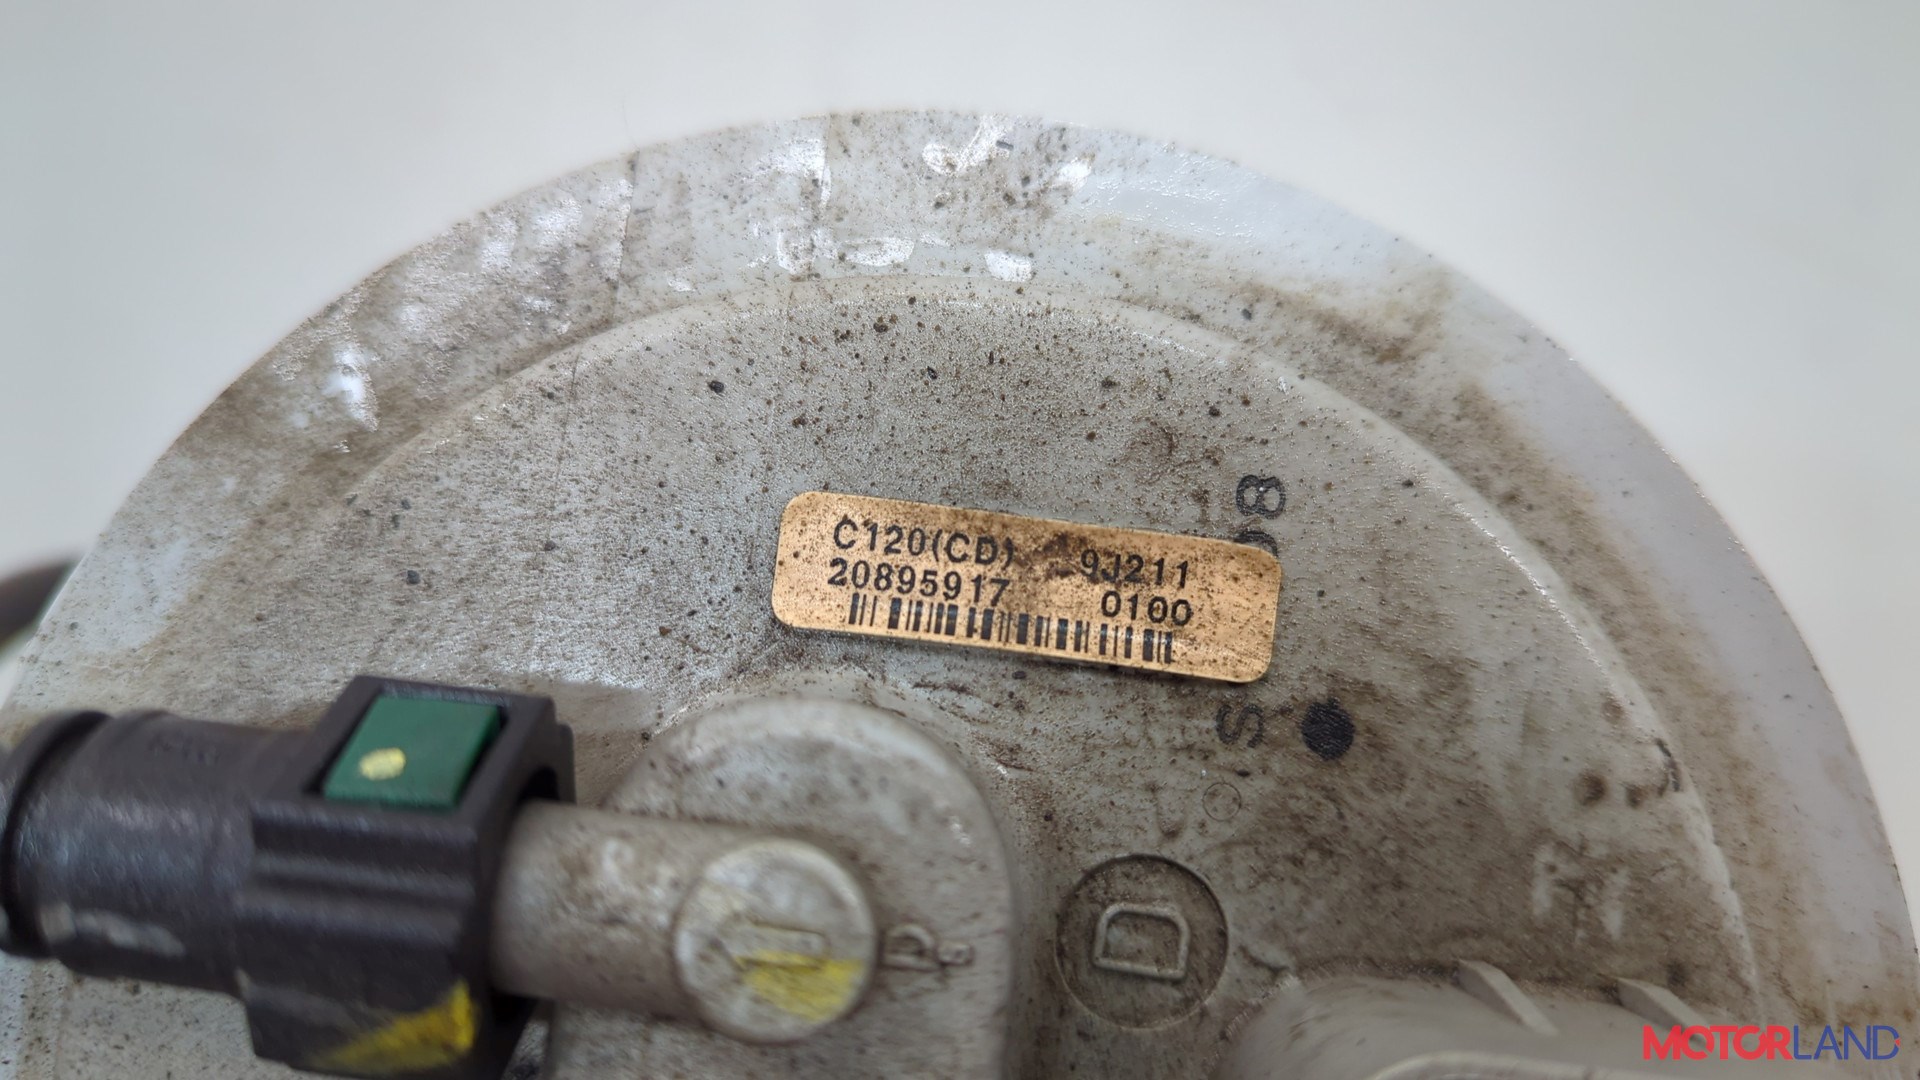 C120(CD) 9J211
20895917 0100
S
D
MOTORLAND